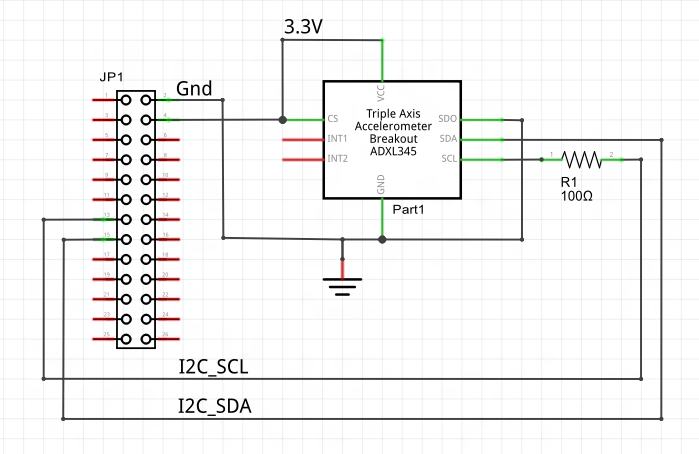 3.3V
JP1
Gnd
1 2
3 4
5 6
7 8
9 10
11 12
13 14
15 16
17 18
19 20
21 22
23 24
25 26
VCC
Triple Axis
Accelerometer
Breakout
ADXL345
CS
INT1
INT2
SDO
SDA
SCL
GND
Part1
1 2
R1
100Ω
I2C_SCL
I2C_SDA